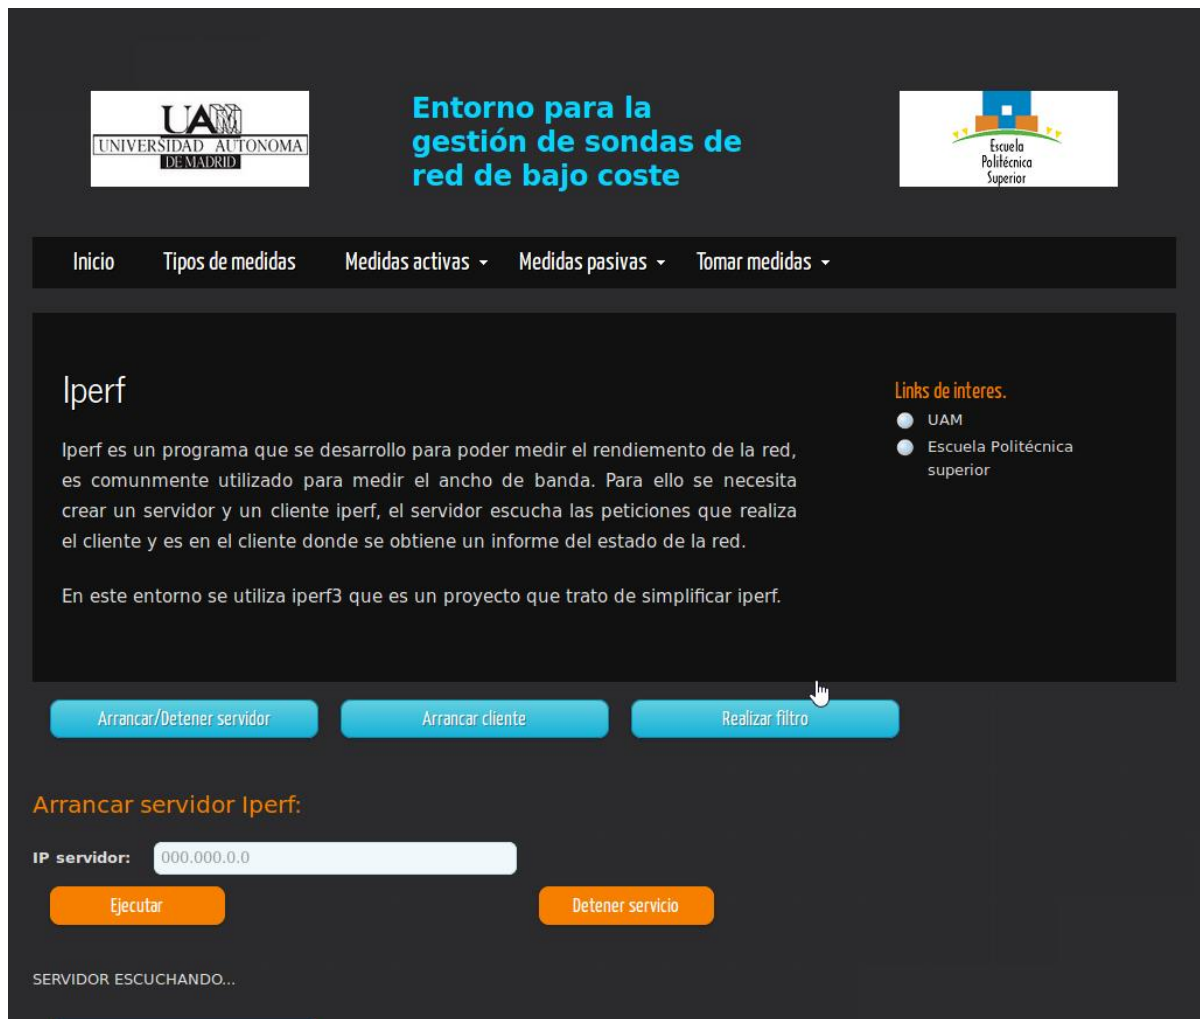 UAM
UNIVERSIDAD AUTONOMA
DE MADRID
Entorno para la
gestión de sondas de
red de bajo coste
Escuela
Politécnica
Superior
Inicio Tipos de medidas Medidas activas Medidas pasivas Tomar medidas
Iperf
Iperf es un programa que se desarrollo para poder medir el rendiemento de la red,
es comunmente utilizado para medir el ancho de banda. Para ello se necesita
crear un servidor y un cliente iperf, el servidor escucha las peticiones que realiza
el cliente y es en el cliente donde se obtiene un informe del estado de la red.
En este entorno se utiliza iperf3 que es un proyecto que trato de simplificar iperf.
Links de interes.
UAM
Escuela Politécnica
superior
Arrancar/Detener servidor Arrancar cliente Realizar filtro
Arrancar servidor Iperf:
IP servidor: 000.000.0.0
Ejecutar Detener servicio
SERVIDOR ESCUCHANDO...